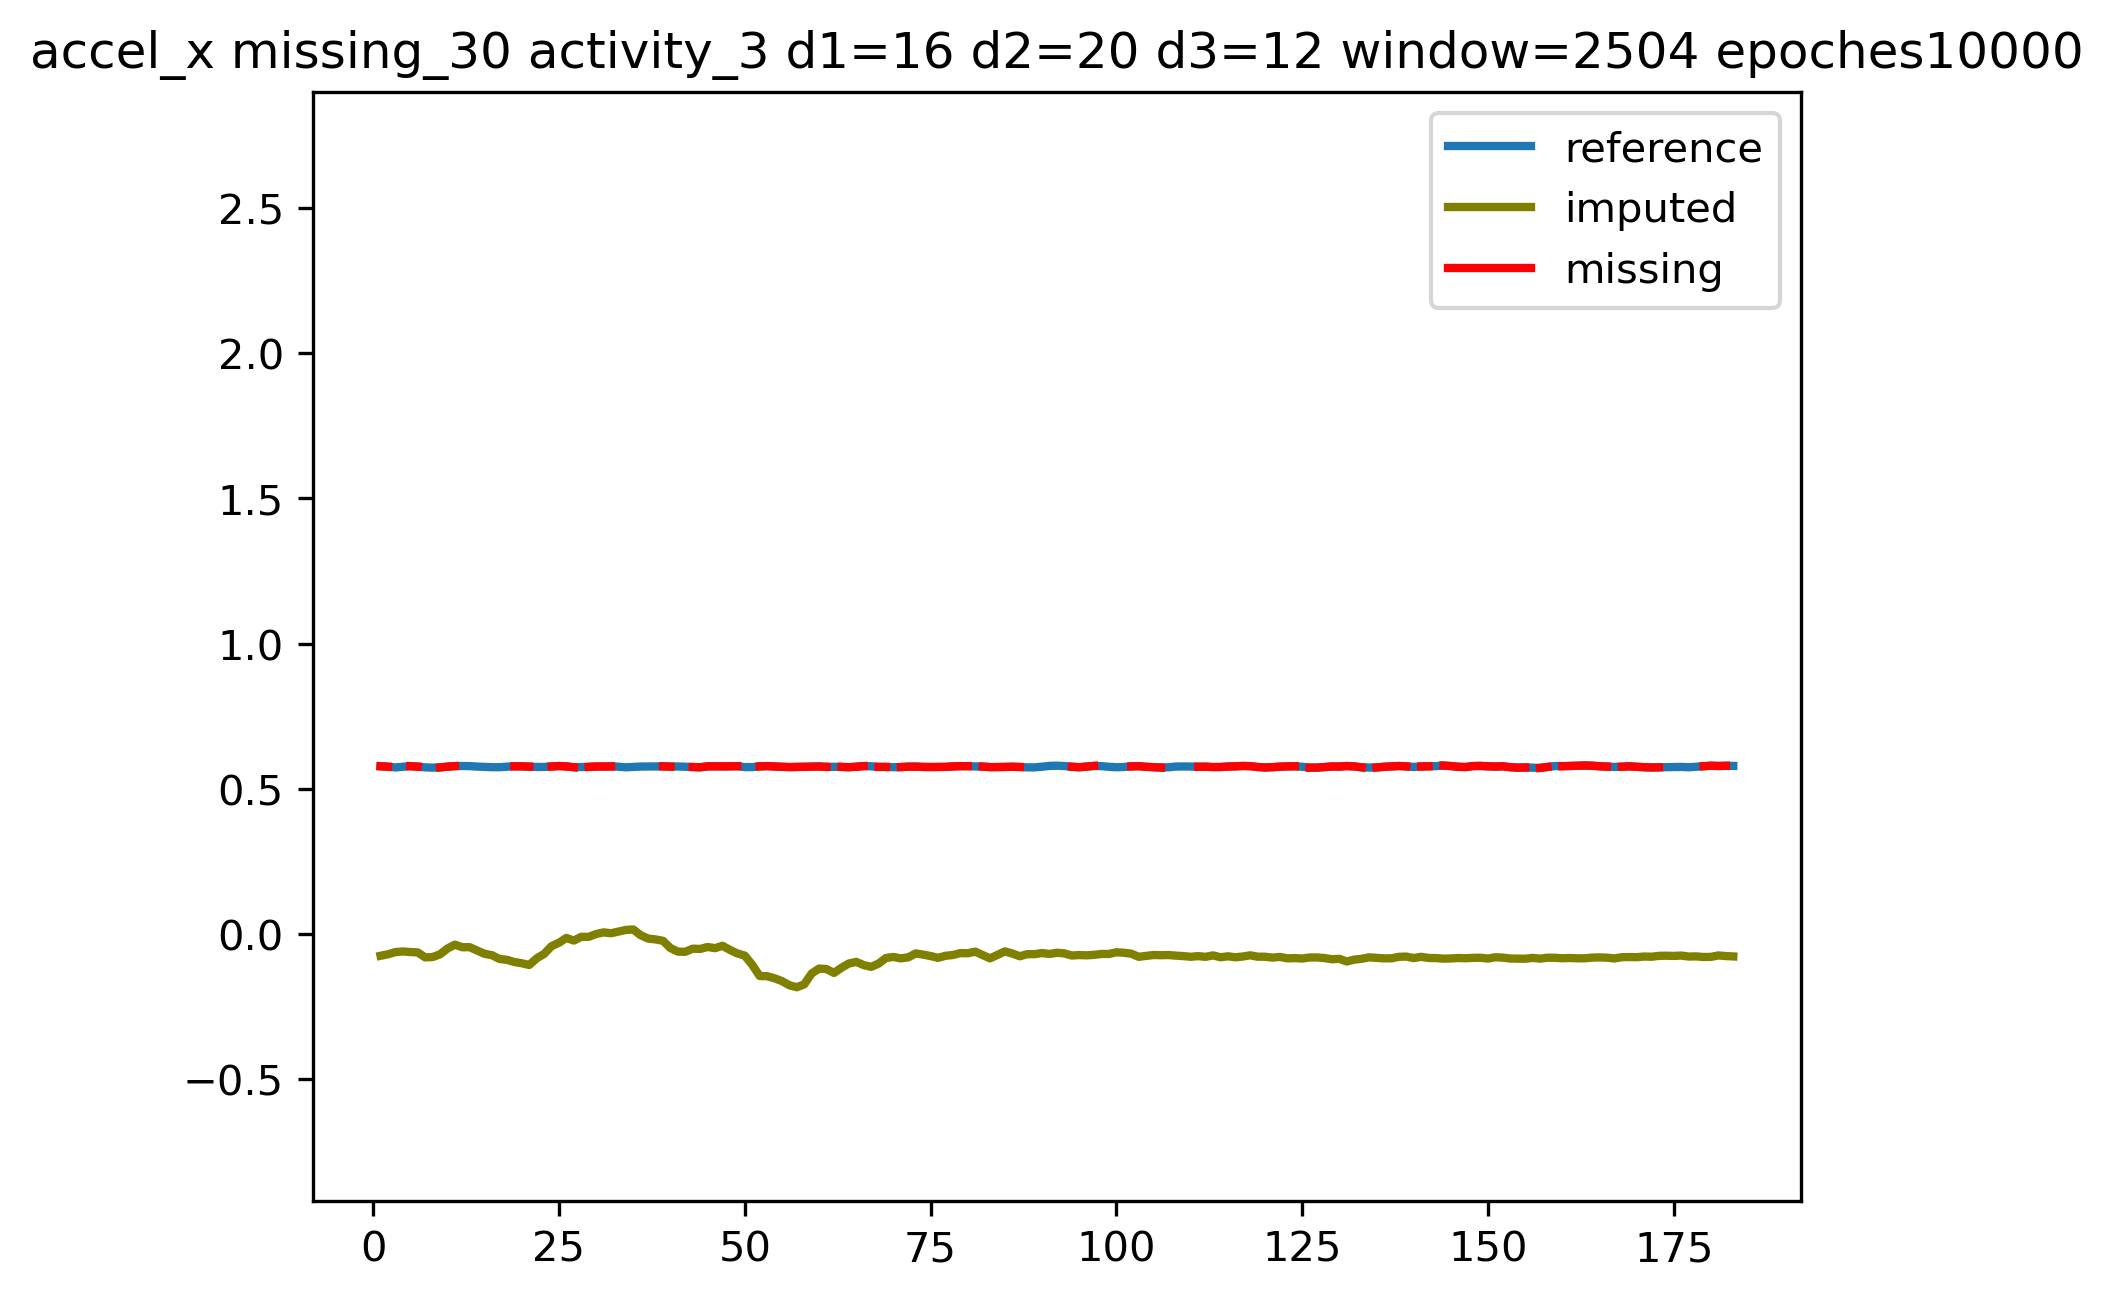 accel_x missing_30 activity_3 d1=16 d2=20 d3=12 window=2504 epoches10000
reference
imputed
missing
2.5
2.0
1.5
1.0
0.5
0.0
−0.5
0 25 50 75 100 125 150 175